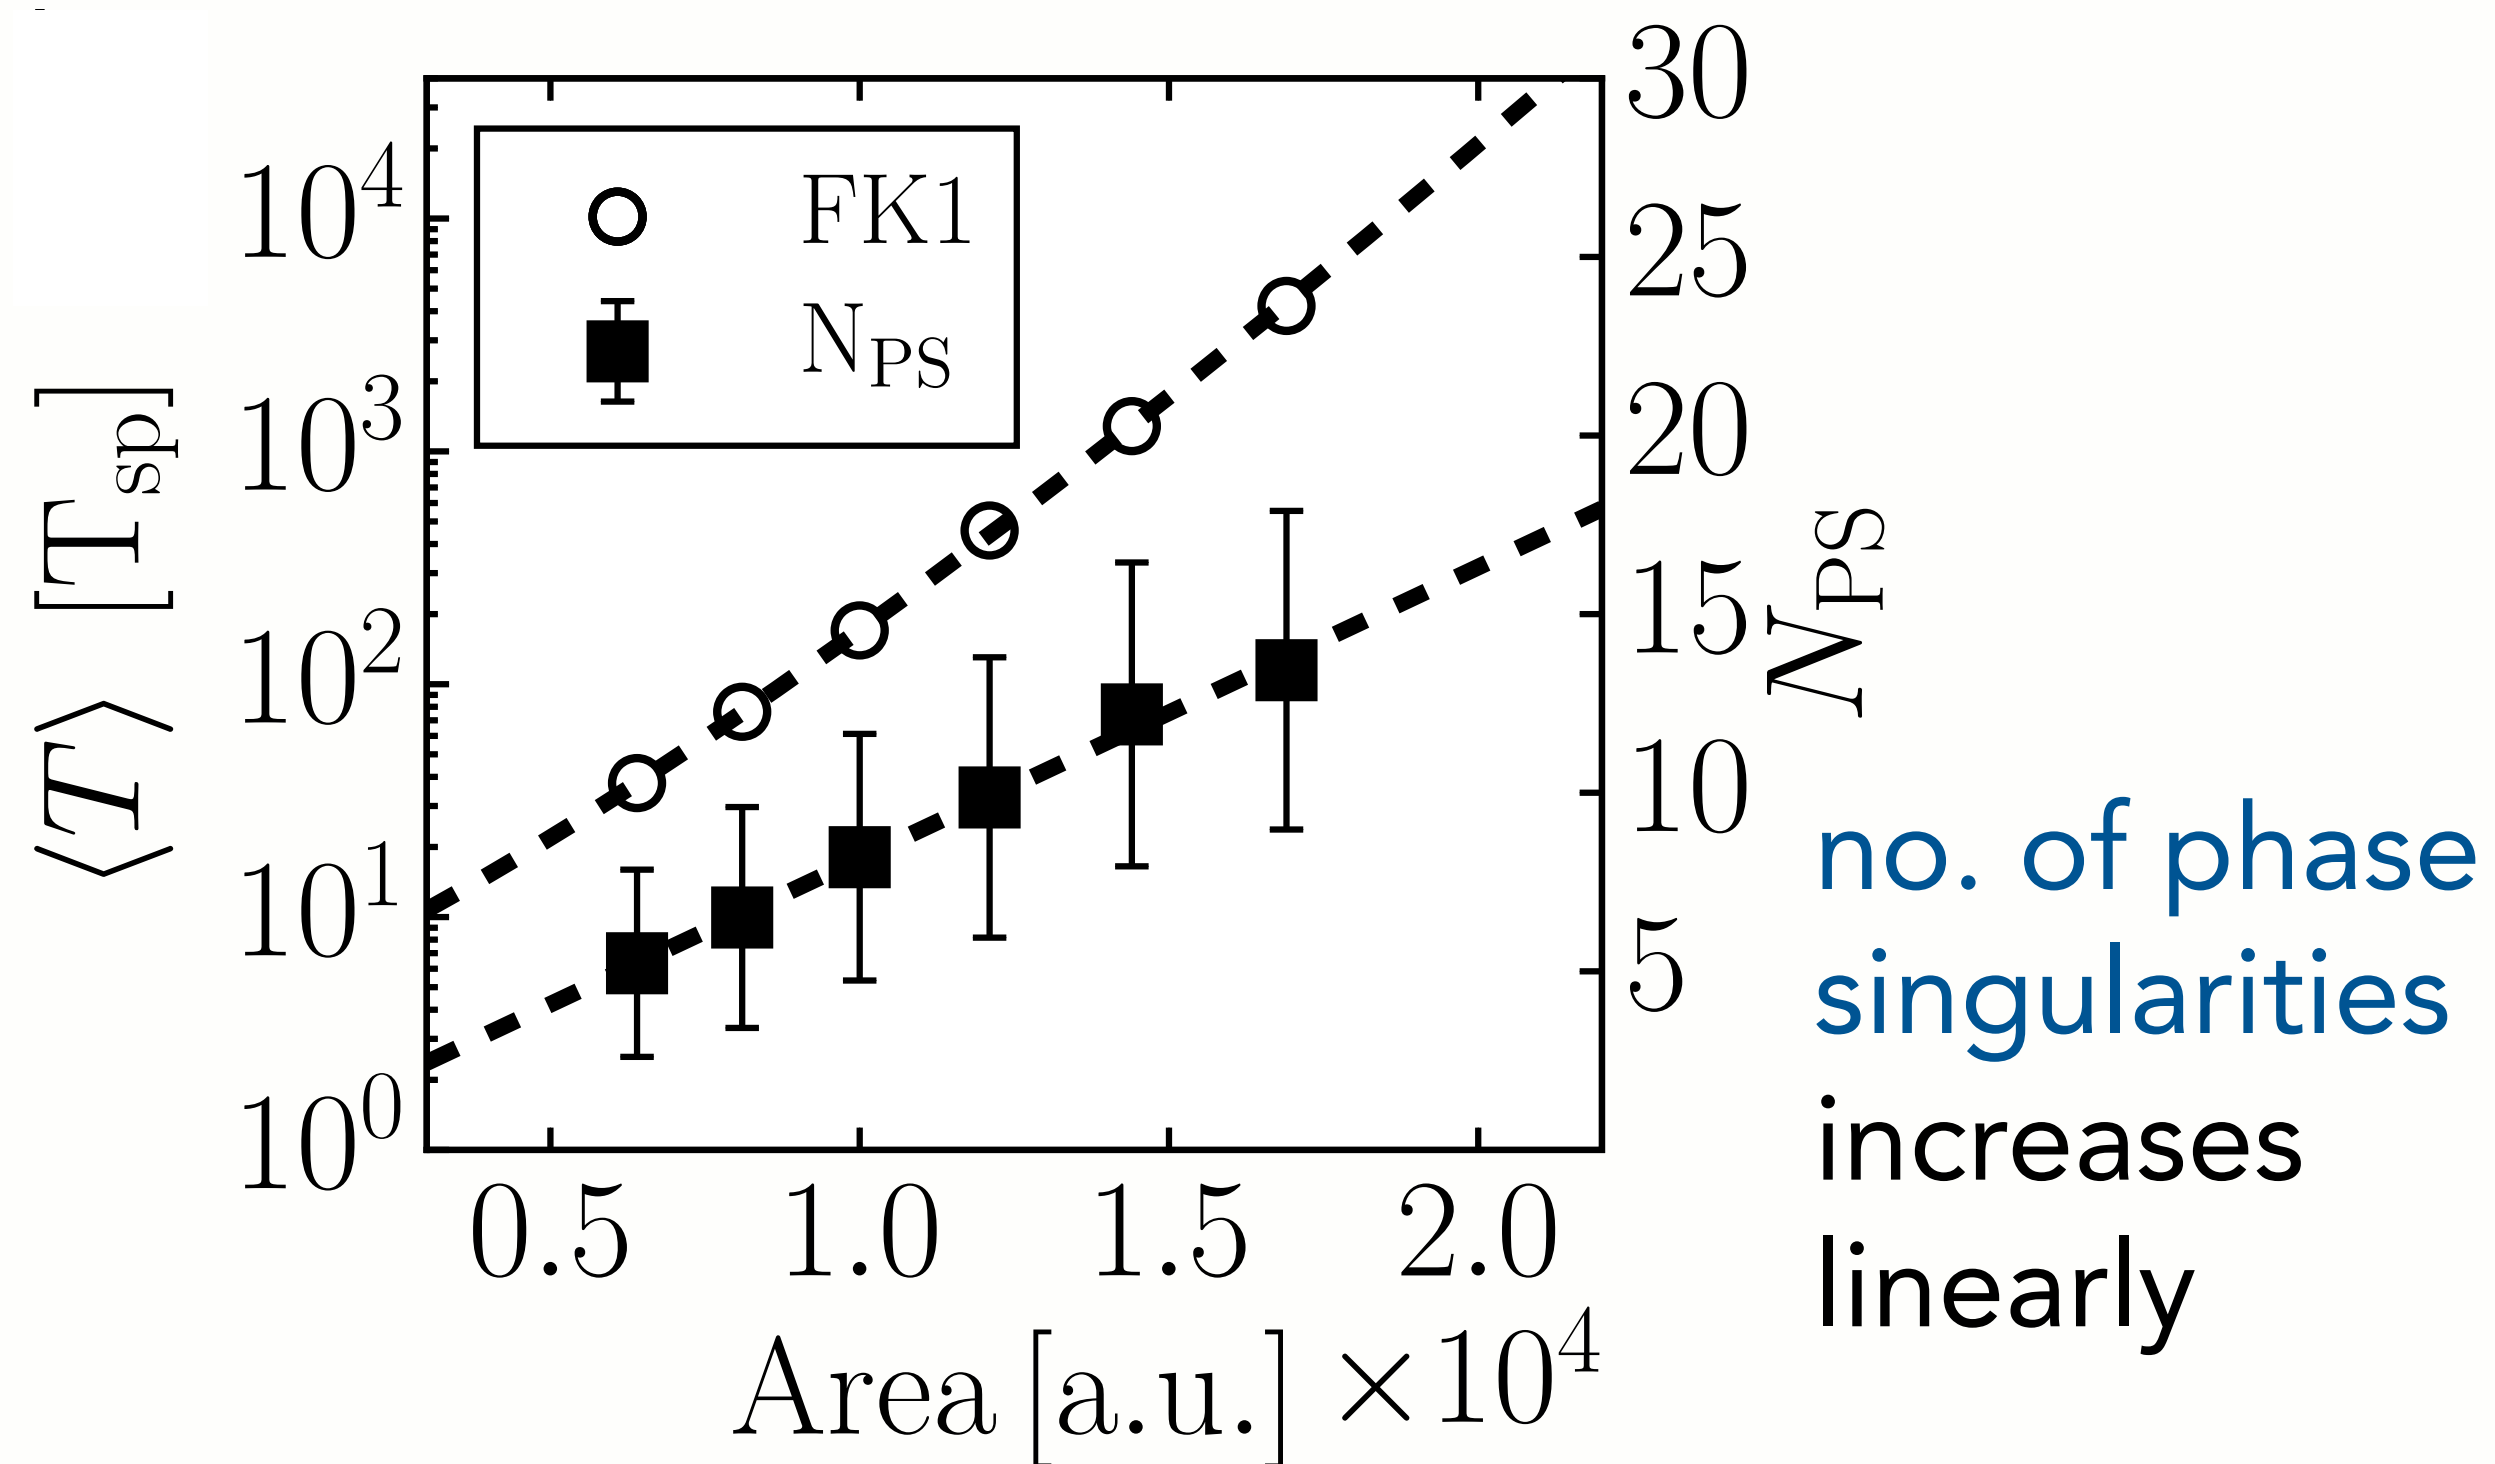 ⟨T⟩ [T_sp]
10^4
10^3
10^2
10^1
10^0
FK1
N_PS
30
25
20
15
10
5
N_PS
0.5 1.0 1.5 2.0
Area [a.u.] ×10^4
no. of phase
singularities
increases
linearly